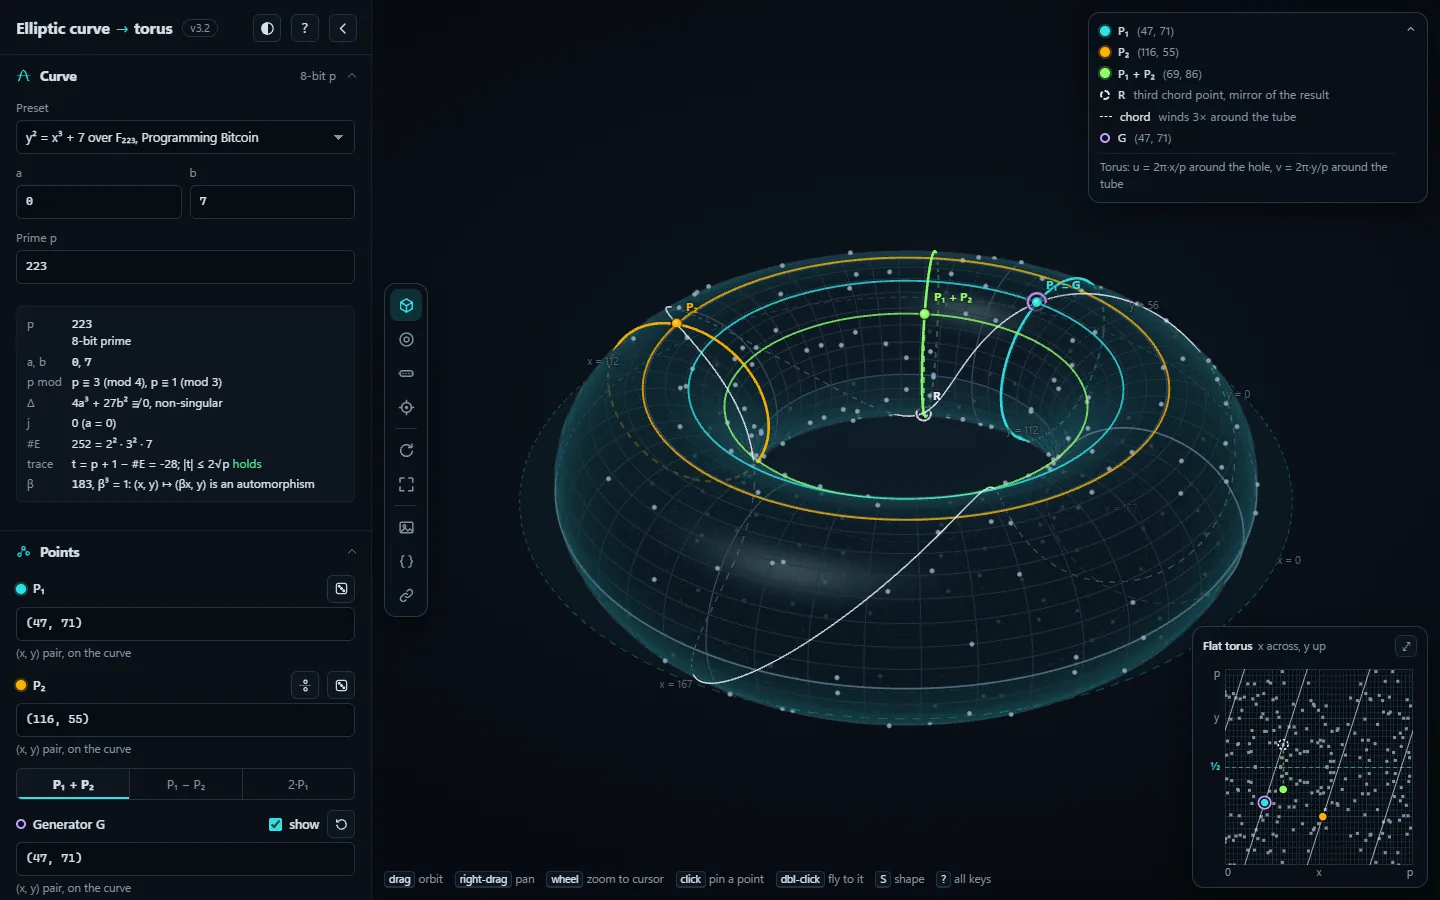 Elliptic curve → torus v3.2
?
Curve 8-bit p
Preset
y² = x³ + 7 over F₂₂₃, Programming Bitcoin
a b
0 7
Prime p
223
p 223
8-bit prime
a, b 0, 7
p mod p ≡ 3 (mod 4), p ≡ 1 (mod 3)
Δ 4a³ + 27b² ≢ 0, non-singular
j 0 (a = 0)
#E 252 = 2² · 3² · 7
trace t = p + 1 − #E = -28; |t| ≤ 2√p holds
β 183, β³ = 1: (x, y) ↦ (βx, y) is an automorphism
Points
P₁
(47, 71)
(x, y) pair, on the curve
P₂
(116, 55)
(x, y) pair, on the curve
P₁ + P₂ P₁ − P₂ 2·P₁
Generator G show
(47, 71)
(x, y) pair, on the curve
P₁ (47, 71)
P₂ (116, 55)
P₁ + P₂ (69, 86)
R third chord point, mirror of the result
chord winds 3× around the tube
G (47, 71)
Torus: u = 2π·x/p around the hole, v = 2π·y/p around the
tube
P₁ = G
P₁ + P₂
P₂
56
x = 112
R
y = 0
= 112
x = 167
x = 0
Flat torus x across, y up
p
y
½
0 x p
drag orbit right-drag pan wheel zoom to cursor click pin a point dbl-click fly to it S shape ? all keys